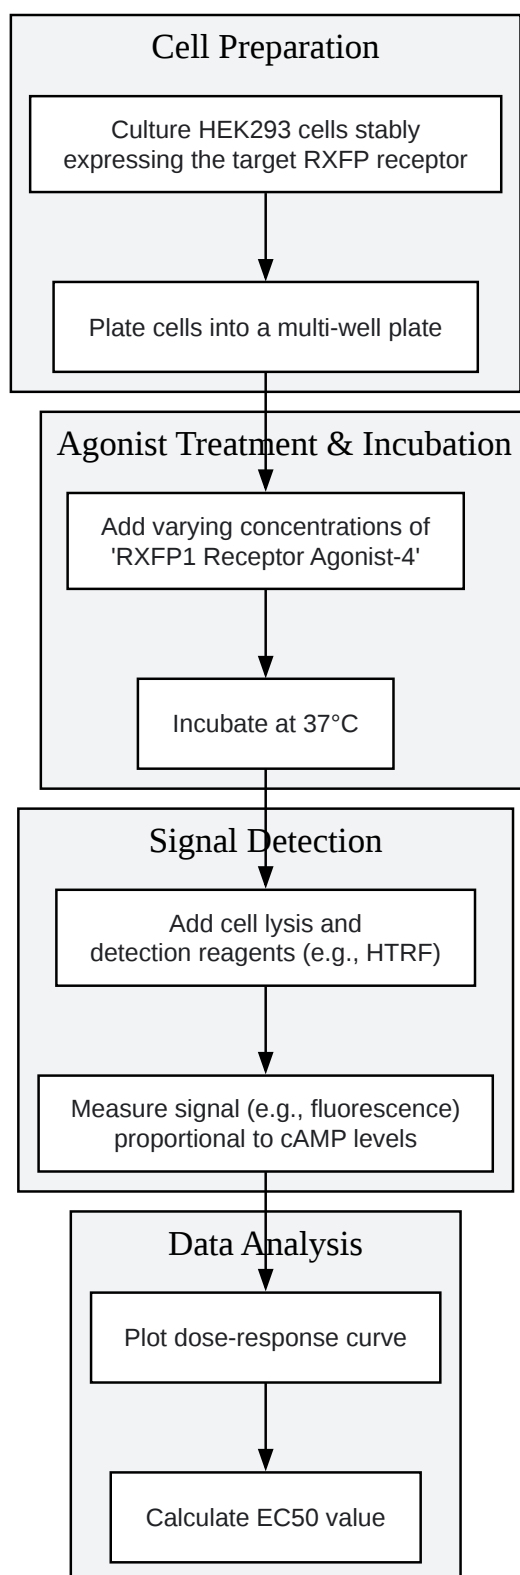 Cell Preparation
Culture HEK293 cells stably
expressing the target RXFP receptor
Plate cells into a multi-well plate
Agonist Treatment & Incubation
Add varying concentrations of
'RXFP1 Receptor Agonist-4'
Incubate at 37°C
Signal Detection
Add cell lysis and
detection reagents (e.g., HTRF)
Measure signal (e.g., fluorescence)
proportional to cAMP levels
Data Analysis
Plot dose-response curve
Calculate EC50 value